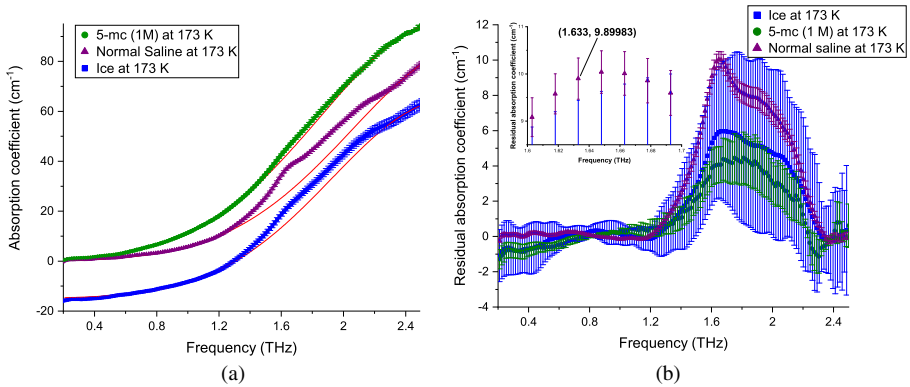 5-mc (1M) at 173 K
Normal Saline at 173 K
Ice at 173 K
Absorption coefficient (cm⁻¹)
80
60
40
20
0
-20
0.4
0.8
1.2
1.6
2
2.4
Frequency (THz)
(a)
Ice at 173 K
5-mc (1 M) at 173 K
Normal saline at 173 K
(1.633, 9.89983)
Residual absorption coefficient (cm⁻¹)
11
10
9
1.6
1.62
1.64
1.66
1.68
1.7
Frequency (THz)
Residual absorption coefficient (cm⁻¹)
12
10
8
6
4
2
0
-2
-4
0.4
0.8
1.2
1.6
2.0
2.4
Frequency (THz)
(b)